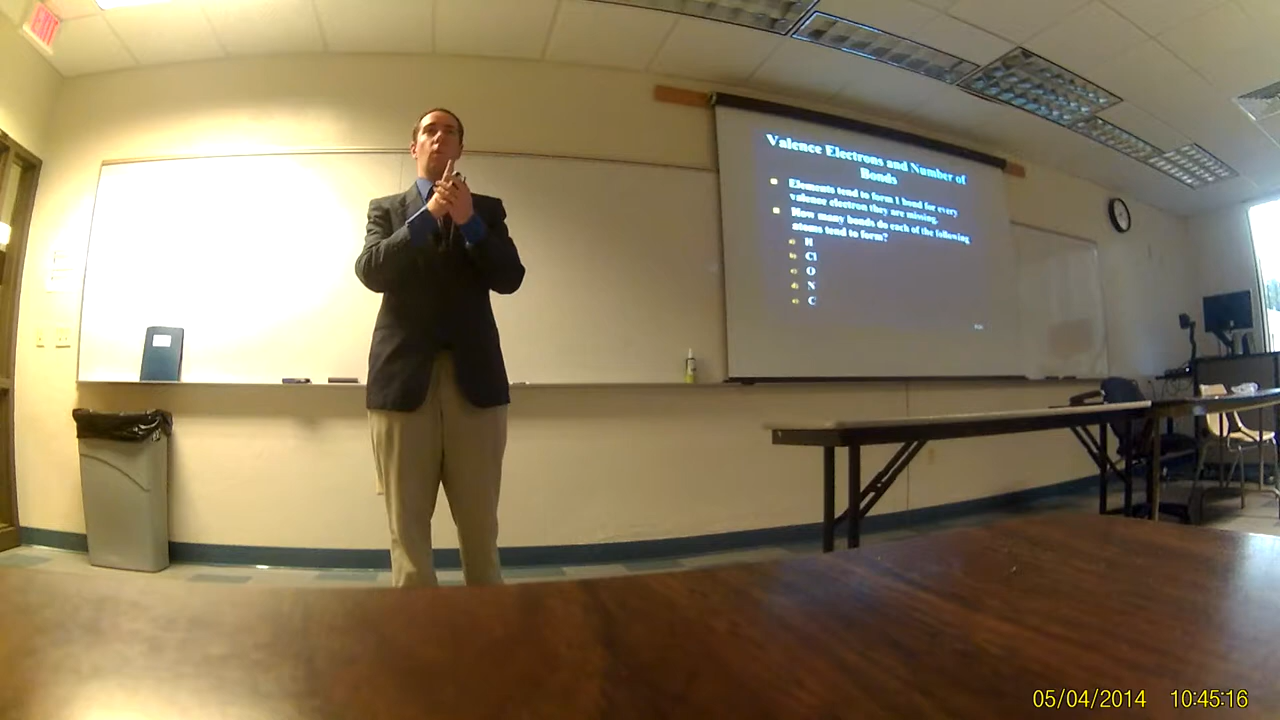 EXIT
Valence Electrons and Number of
Bonds
Elements tend to form 1 bond for every
valence electron they are missing.
How many bonds do each of the following
atoms tend to form?
H
Cl
O
N
C
05/04/2014 10:45:16